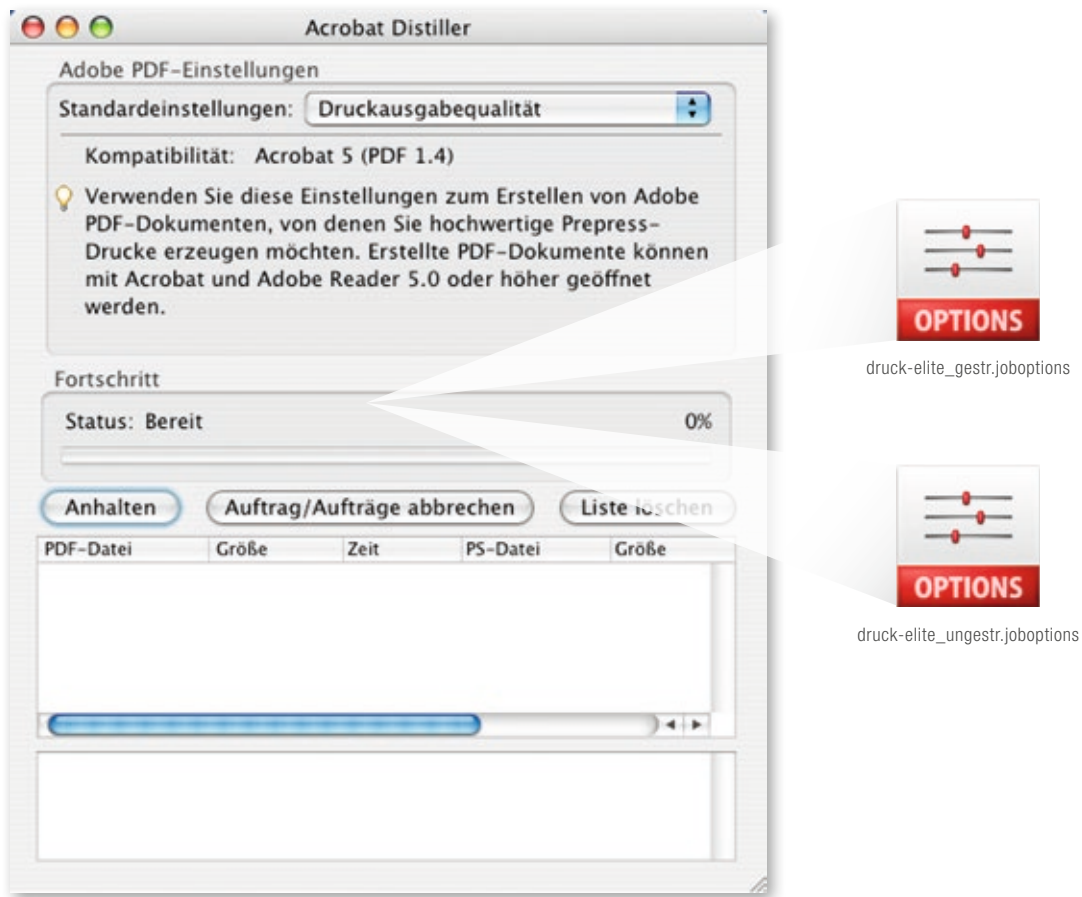 Acrobat Distiller
Adobe PDF-Einstellungen
Standardeinstellungen: Druckausgabequalität
Kompatibilität: Acrobat 5 (PDF 1.4)
Verwenden Sie diese Einstellungen zum Erstellen von Adobe
PDF-Dokumenten, von denen Sie hochwertige Prepress-
Drucke erzeugen möchten. Erstellte PDF-Dokumente können
mit Acrobat und Adobe Reader 5.0 oder höher geöffnet
werden.
Fortschritt
Status: Bereit 0%
Anhalten Auftrag/Aufträge abbrechen Liste löschen
PDF-Datei Größe Zeit PS-Datei Größe
OPTIONS
druck-elite_gestr.joboptions
OPTIONS
druck-elite_ungestr.joboptions